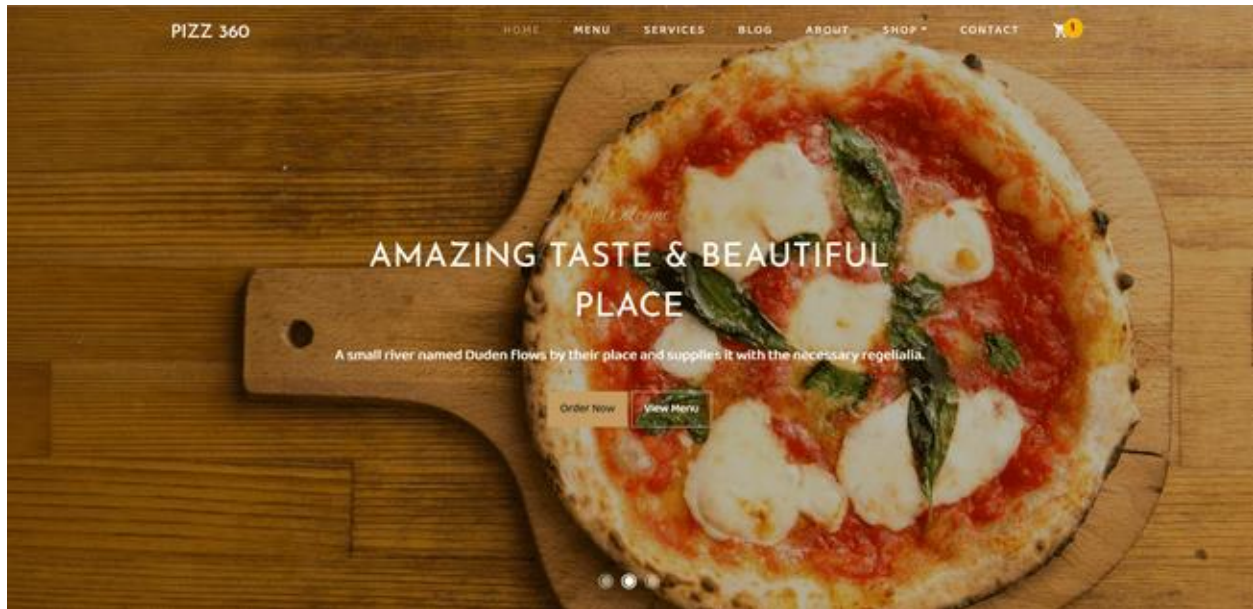 PIZZ 360
HOME MENU SERVICES BLOG ABOUT SHOP CONTACT
Welcome
AMAZING TASTE & BEAUTIFUL
PLACE
A small river named Duden flows by their place and supplies it with the necessary regelialia.
Order Now View Menu